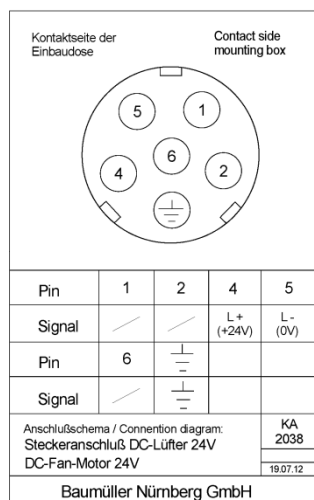 Kontaktseite der Contact side
Einbaudose mounting box
5 1
6
4 2
Pin 1 2 4 5
Signal L+ L-
(+24V) (0V)
Pin 6
Signal
Anschlußschema / Connention diagram: KA
Steckeranschluß DC-Lüfter 24V 2038
DC-Fan-Motor 24V 19.07.12
Baumüller Nürnberg GmbH